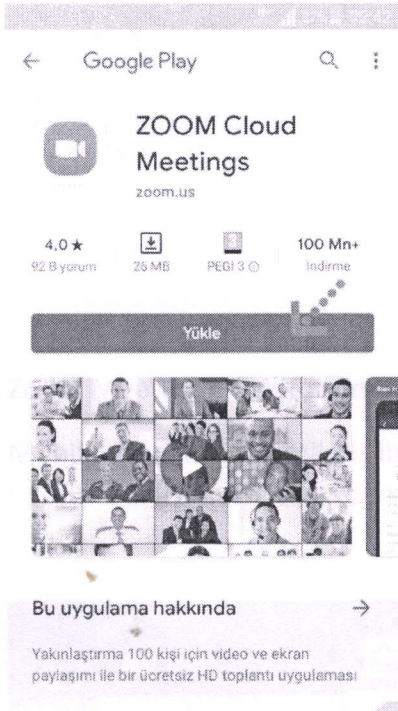 Google Play
ZOOM Cloud
Meetings
zoom.us
4,0★
92 B yorum
26 MB
3
PEGI 3
100 Mn+
İndirme
Yükle
Bu uygulama hakkında
Yakınlaştırma 100 kişi için video ve ekran
paylaşımı ile bir ücretsiz HD toplantı uygulaması